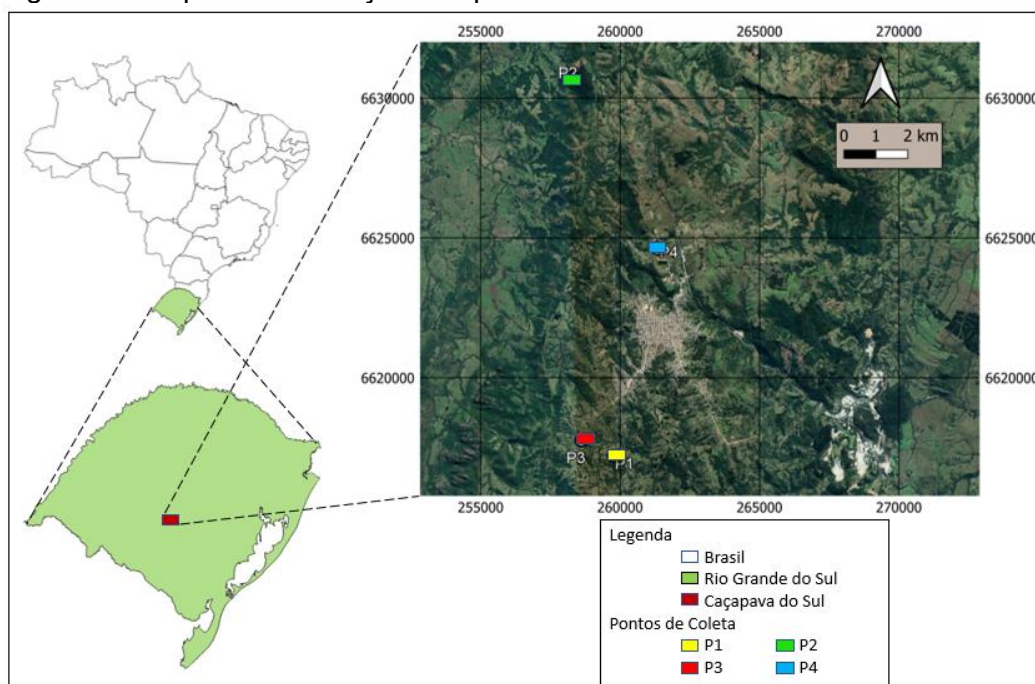 255000 260000 265000 270000
P2
6630000 6630000
0 1 2 km
6625000 6625000
P4
6620000 6620000
P3
P1
255000 260000 265000 270000
Legenda
Brasil
Rio Grande do Sul
Caçapava do Sul
Pontos de Coleta
P1 P2
P3 P4